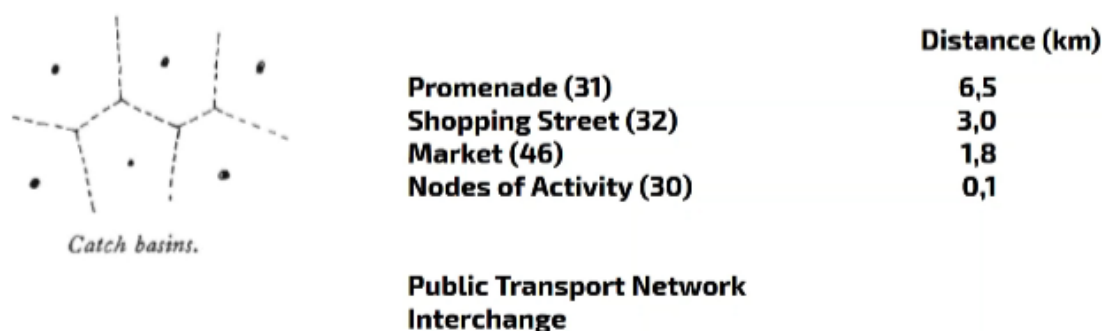 Distance (km)
Promenade (31) 6,5
Shopping Street (32) 3,0
Market (46) 1,8
Nodes of Activity (30) 0,1
Catch basins.
Public Transport Network
Interchange